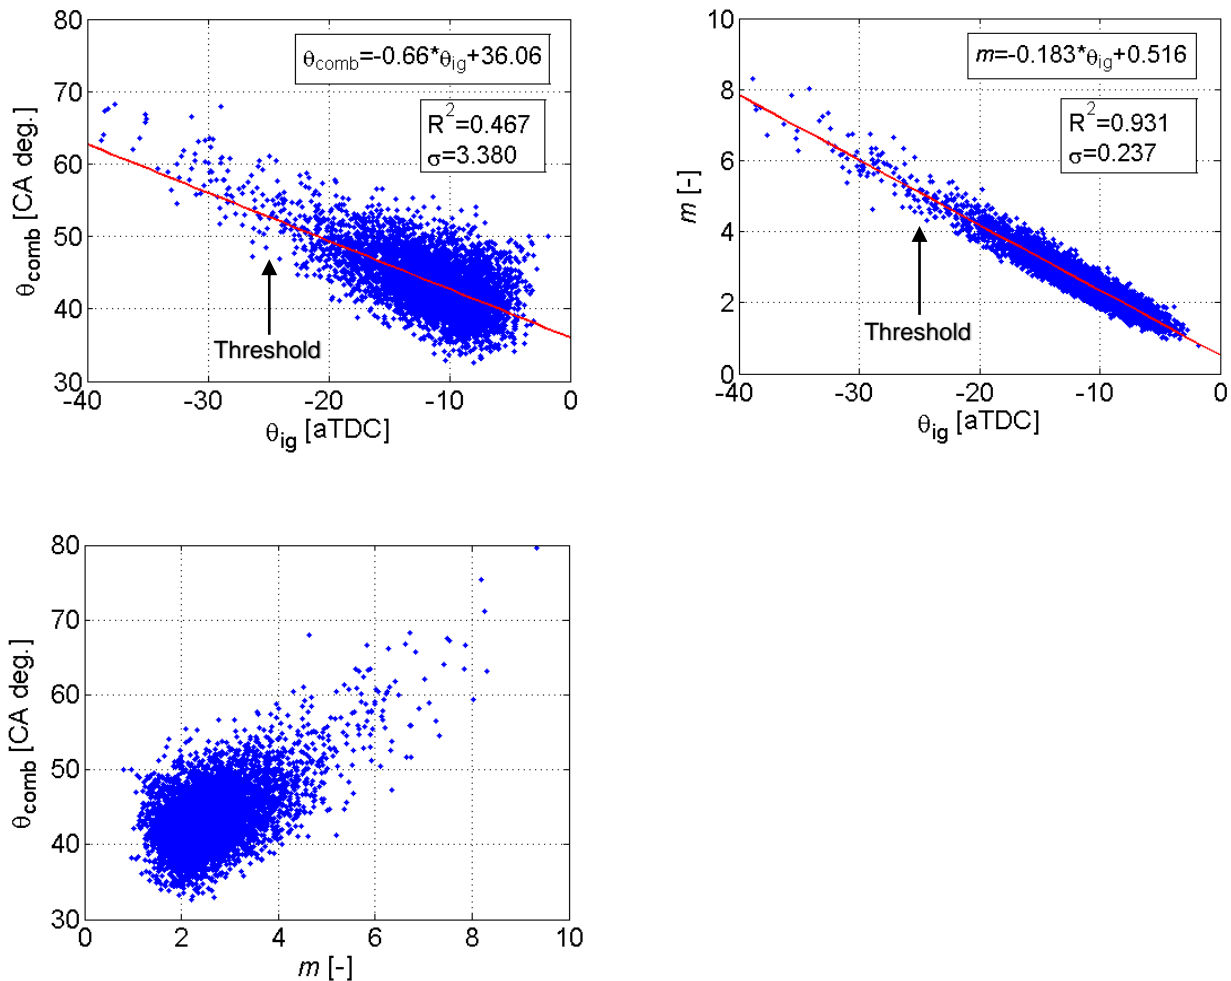 80
70
60
50
40
30
θcomb [CA deg.]
θcomb=-0.66*θig+36.06
R2=0.467
σ=3.380
Threshold
-40 -30 -20 -10 0
θig [aTDC]
10
8
6
4
2
0
m [-]
m=-0.183*θig+0.516
R2=0.931
σ=0.237
Threshold
-40 -30 -20 -10 0
θig [aTDC]
80
70
60
50
40
30
θcomb [CA deg.]
0 2 4 6 8 10
m [-]